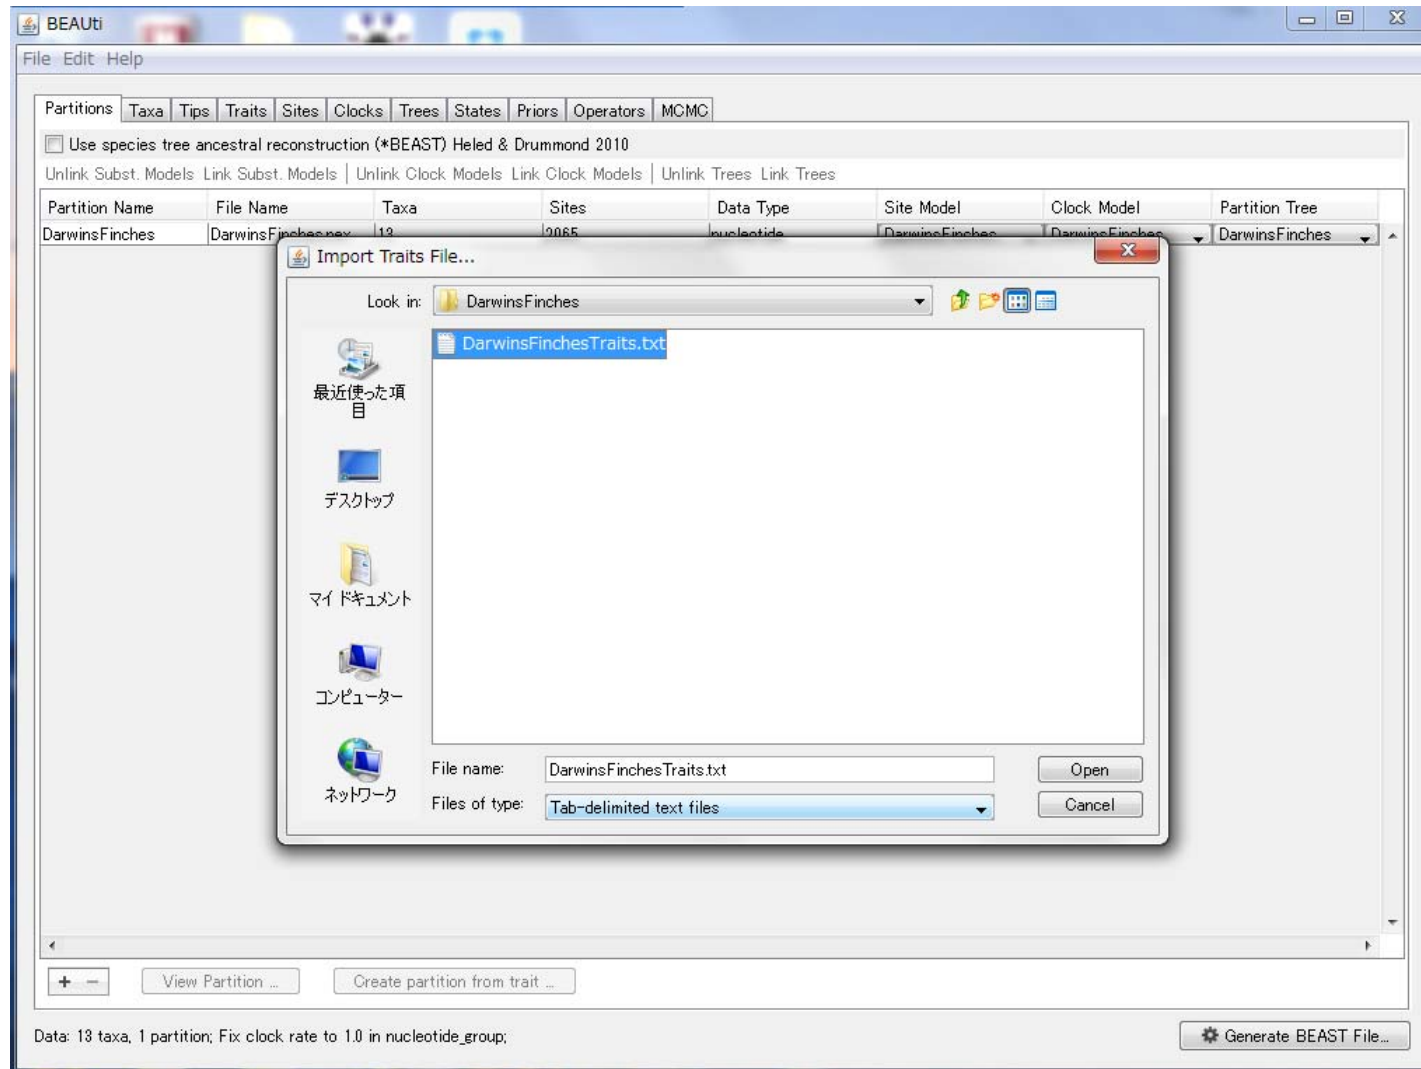 BEAUti
File Edit Help
Partitions Taxa Tips Traits Sites Clocks Trees States Priors Operators MCMC
Use species tree ancestral reconstruction (*BEAST) Heled & Drummond 2010
Unlink Subst. Models Link Subst. Models | Unlink Clock Models Link Clock Models | Unlink Trees Link Trees
Partition Name File Name Taxa Sites Data Type Site Model Clock Model Partition Tree
DarwinsFinches DarwinsFinches.nex 13 2065 nucleotide DarwinsFinches DarwinsFinches DarwinsFinches
Import Traits File...
Look in: DarwinsFinches
DarwinsFinchesTraits.txt
最近使った項
目
デスクトップ
マイ ドキュメント
コンピューター
ネットワーク
File name: DarwinsFinchesTraits.txt Open
Files of type: Tab-delimited text files Cancel
+ - View Partition ... Create partition from trait ...
Data: 13 taxa, 1 partition; Fix clock rate to 1.0 in nucleotide_group; Generate BEAST File...